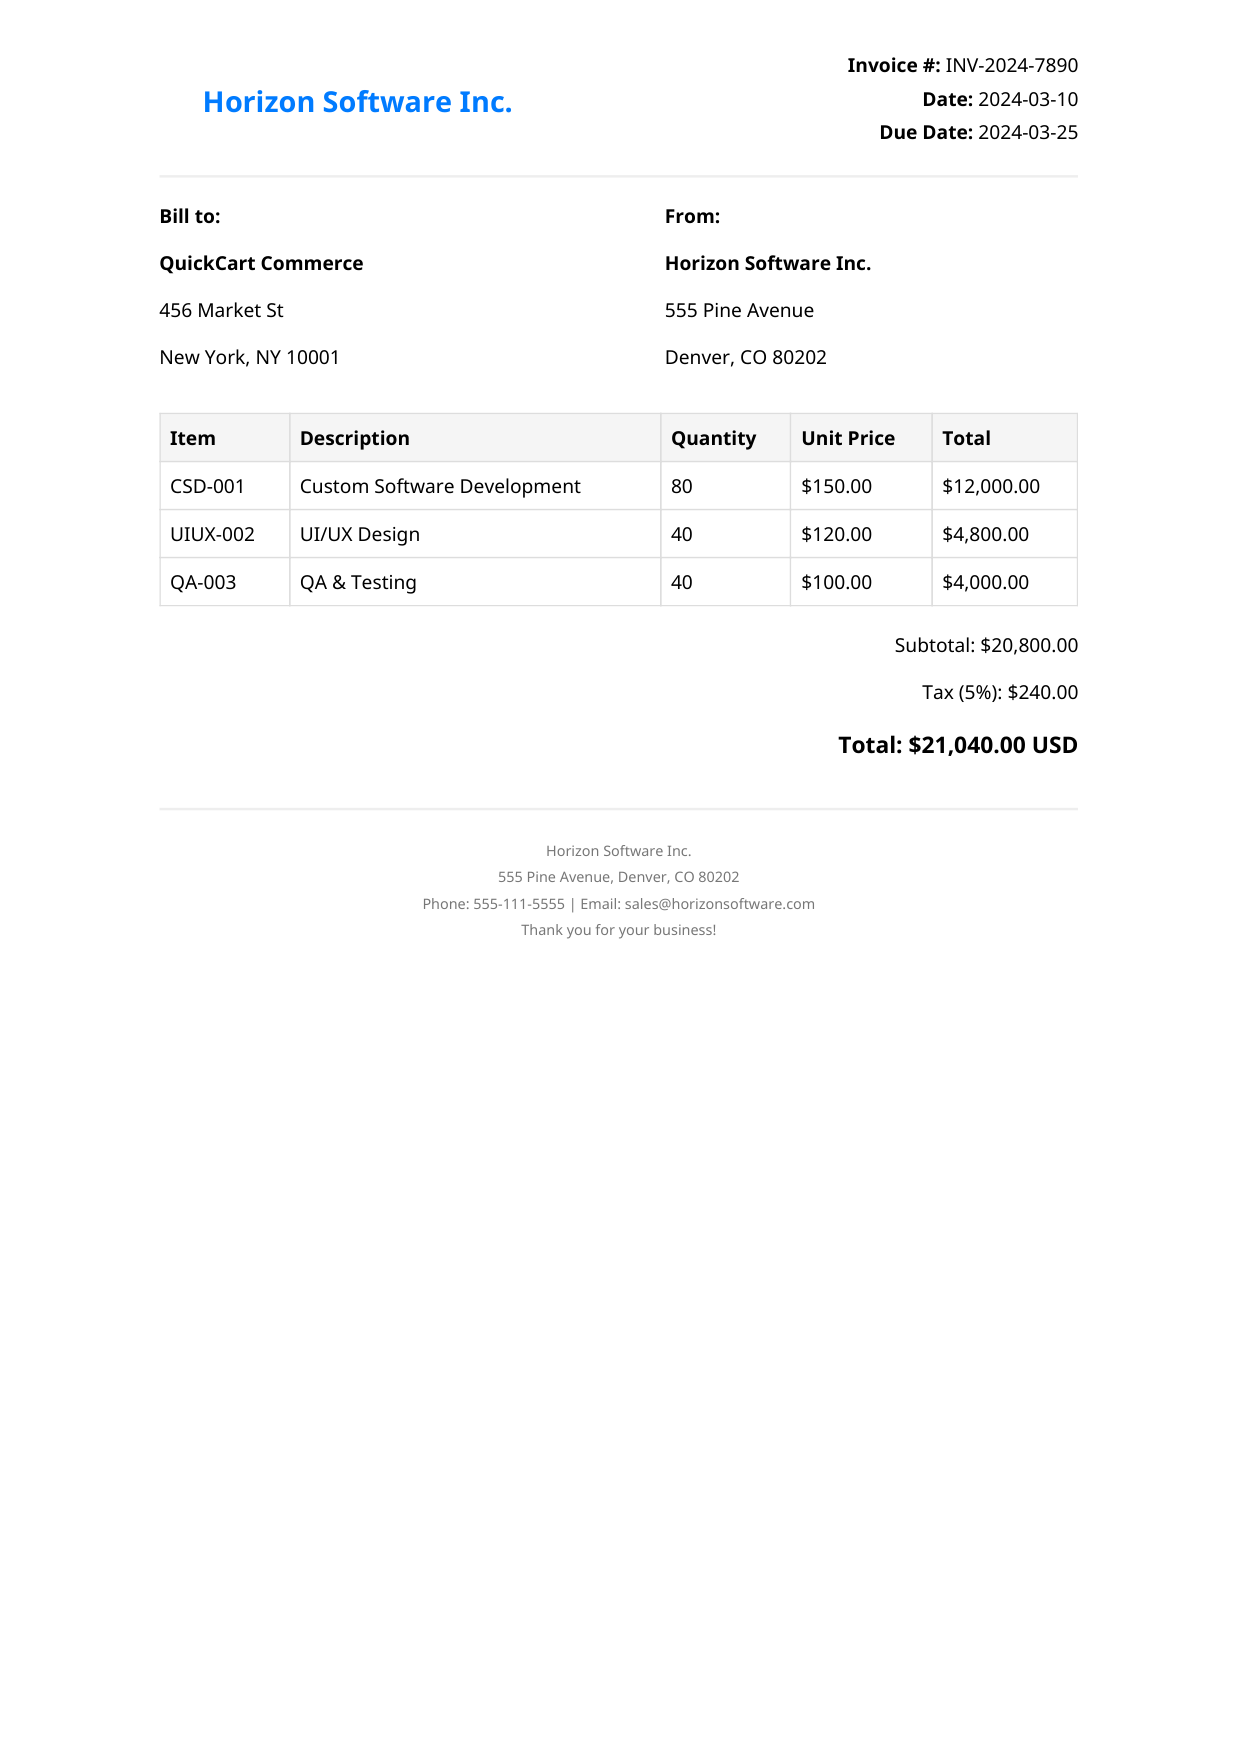 Horizon Software Inc.
Invoice #: INV-2024-7890
Date: 2024-03-10
Due Date: 2024-03-25
Bill to:
QuickCart Commerce
456 Market St
New York, NY 10001
From:
Horizon Software Inc.
555 Pine Avenue
Denver, CO 80202
Item Description Quantity Unit Price Total
CSD-001 Custom Software Development 80 $150.00 $12,000.00
UIUX-002 UI/UX Design 40 $120.00 $4,800.00
QA-003 QA & Testing 40 $100.00 $4,000.00
Subtotal: $20,800.00
Tax (5%): $240.00
Total: $21,040.00 USD
Horizon Software Inc.
555 Pine Avenue, Denver, CO 80202
Phone: 555-111-5555 | Email: sales@horizonsoftware.com
Thank you for your business!